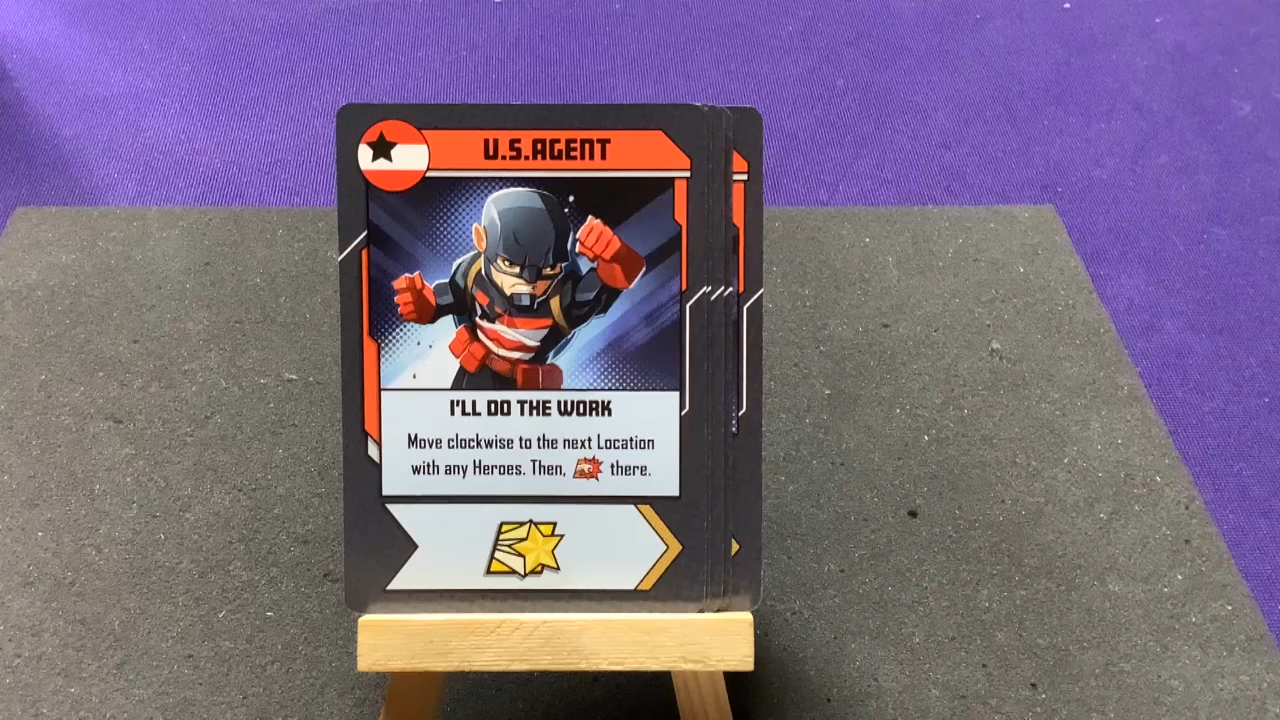 U.S.AGENT
I'LL DO THE WORK
Move clockwise to the next Location
with any Heroes. Then, there.